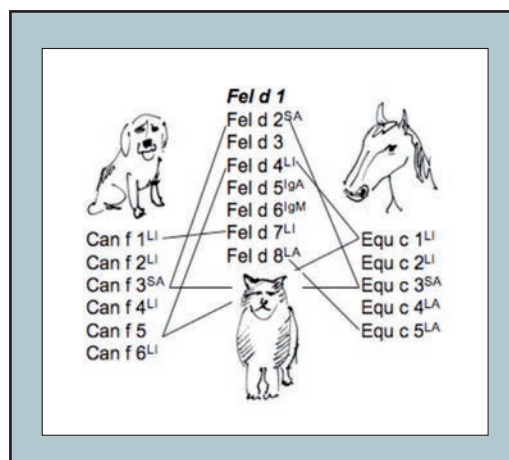 Fel d 1
Fel d 2SA
Fel d 3
Fel d 4LI
Fel d 5IgA
Fel d 6IgM
Fel d 7LI
Fel d 8LA
Can f 1LI
Can f 2LI
Can f 3SA
Can f 4LI
Can f 5
Can f 6LI
Equ c 1LI
Equ c 2LI
Equ c 3SA
Equ c 4LA
Equ c 5LA